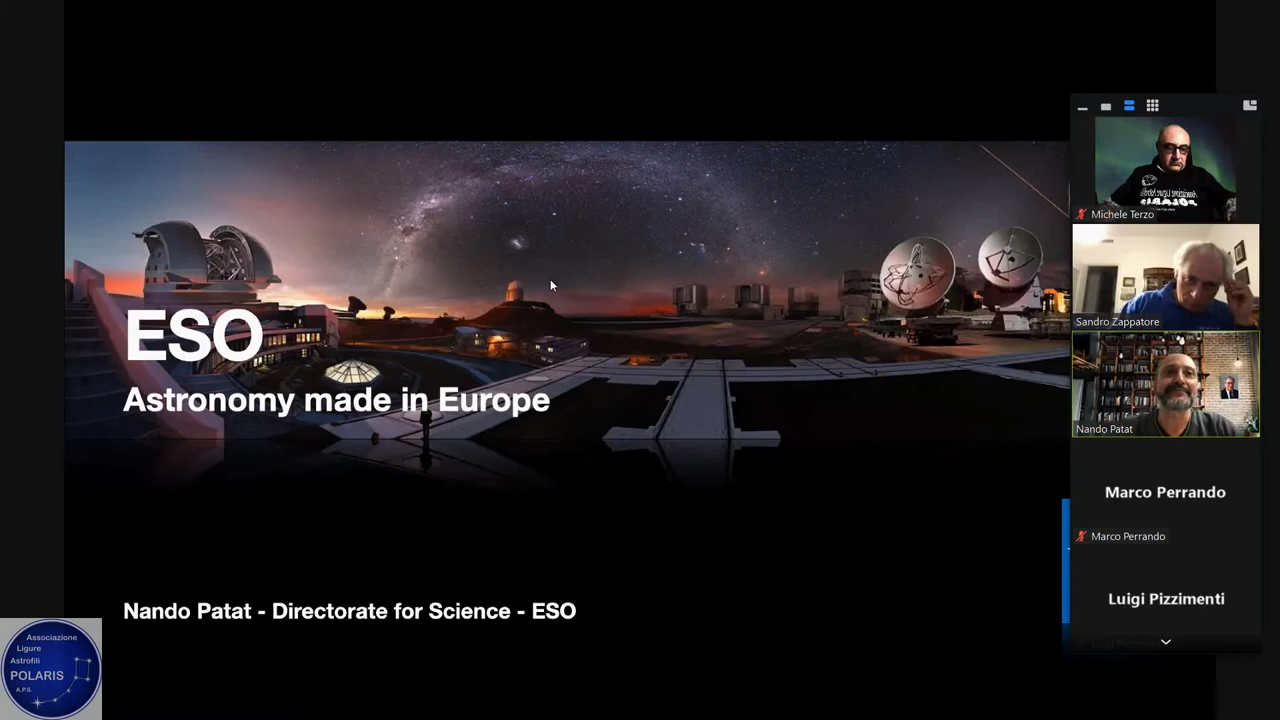 ESO
Astronomy made in Europe
Nando Patat - Directorate for Science - ESO
Associazione
Ligure
Astrofili
POLARIS
A.P.S.
Michele Terzo
Sandro Zappatore
Nando Patat
Marco Perrando
Marco Perrando
Luigi Pizzimenti